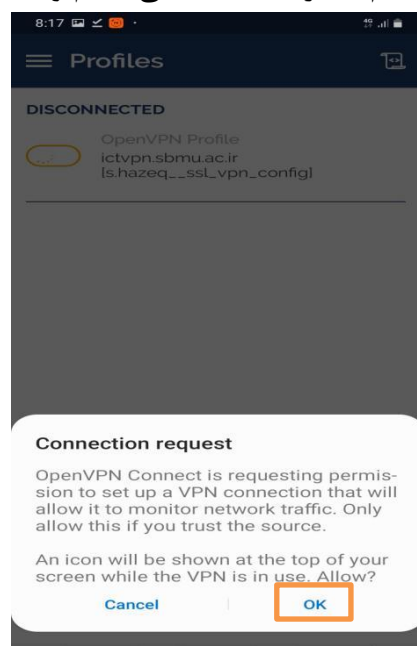 8:17
Profiles
DISCONNECTED
OpenVPN Profile
ictvpn.sbmu.ac.ir
[s.hazeq__ssl_vpn_config]
Connection request
OpenVPN Connect is requesting permis-
sion to set up a VPN connection that will
allow it to monitor network traffic. Only
allow this if you trust the source.
An icon will be shown at the top of your
screen while the VPN is in use. Allow?
Cancel OK